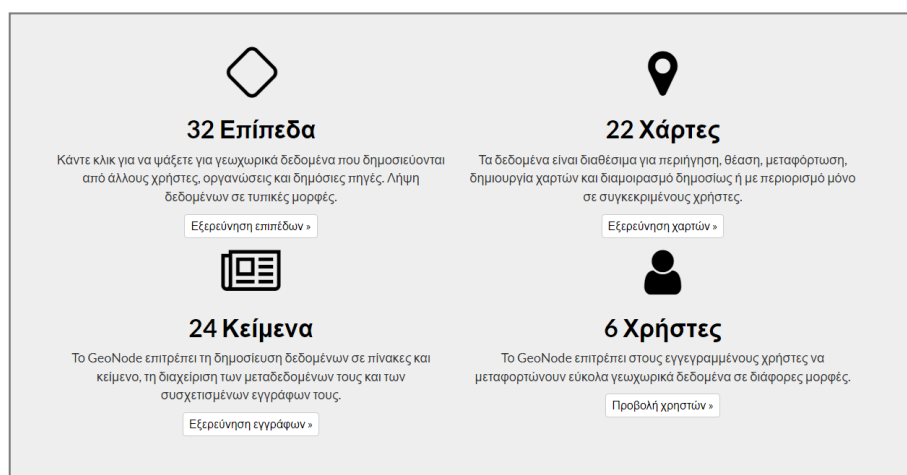 32 Επίπεδα
Κάντε κλικ για να ψάξετε για γεωχωρικά δεδομένα που δημοσιεύονται
από άλλους χρήστες, οργανώσεις και δημόσιες πηγές. Λήψη
δεδομένων σε τυπικές μορφές.
Εξερεύνηση επιπέδων »
22 Χάρτες
Τα δεδομένα είναι διαθέσιμα για περιήγηση, θέαση, μεταφόρτωση,
δημιουργία χαρτών και διαμοιρασμό δημοσίως ή με περιορισμό μόνο
σε συγκεκριμένους χρήστες.
Εξερεύνηση χαρτών »
24 Κείμενα
Το GeoNode επιτρέπει τη δημοσίευση δεδομένων σε πίνακες και
κείμενο, τη διαχείριση των μεταδεδομένων τους και των
συσχετισμένων εγγράφων τους.
Εξερεύνηση εγγράφων »
6 Χρήστες
Το GeoNode επιτρέπει στους εγγεγραμμένους χρήστες να
μεταφορτώνουν εύκολα γεωχωρικά δεδομένα σε διάφορες μορφές.
Προβολή χρηστών »